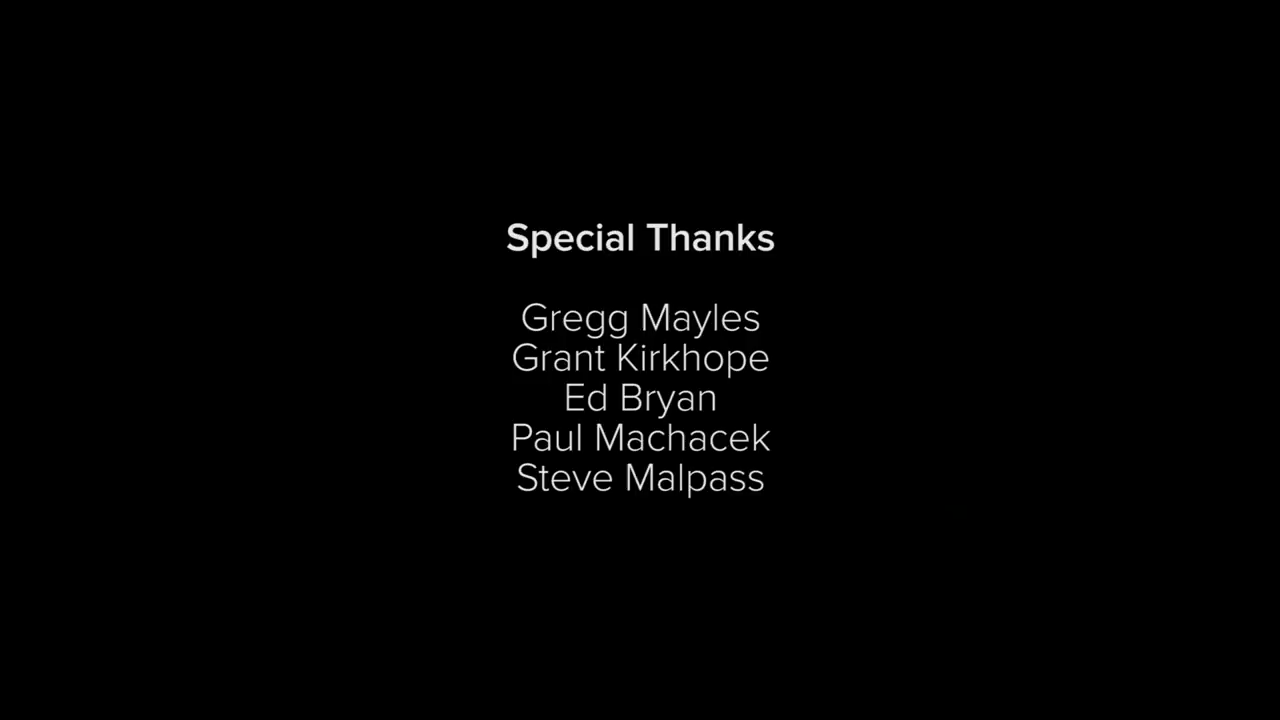 Special Thanks
Gregg Mayles
Grant Kirkhope
Ed Bryan
Paul Machacek
Steve Malpass